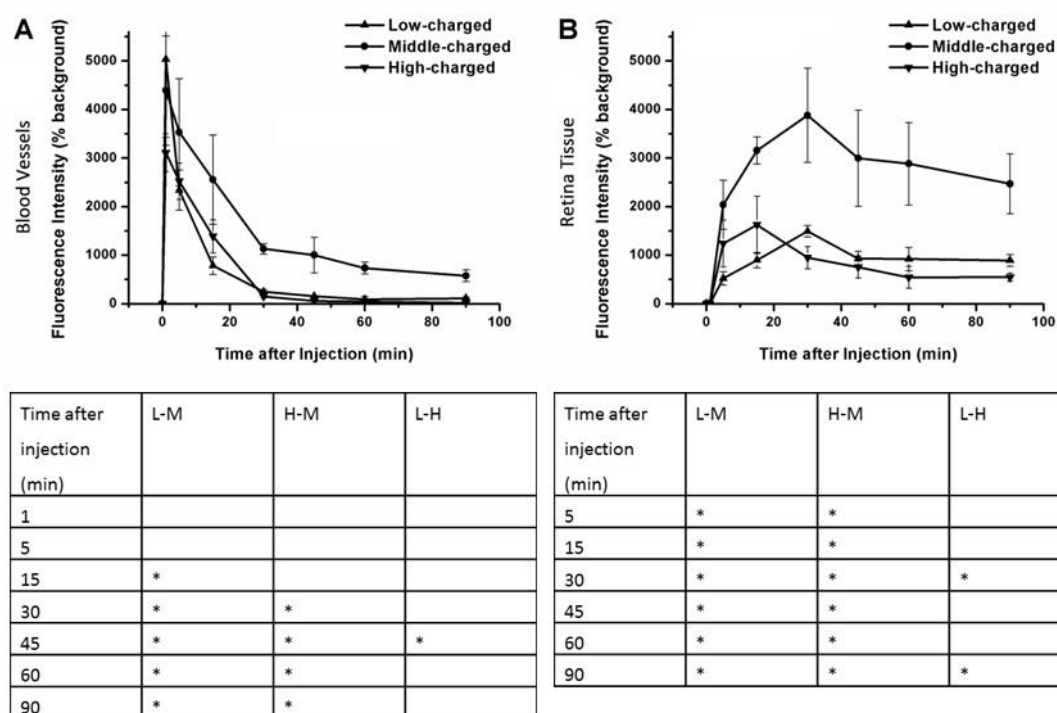 A
Low-charged
Middle-charged
High-charged
Blood Vessels
Fluorescence Intensity (% background)
5000
4000
3000
2000
1000
0
0 20 40 60 80 100
Time after Injection (min)
B
Low-charged
Middle-charged
High-charged
Retina Tissue
Fluorescence Intensity (% background)
5000
4000
3000
2000
1000
0
0 20 40 60 80 100
Time after Injection (min)
Time after L-M H-M L-H
injection
(min)
1
5
15 *
30 * *
45 * * *
60 * *
90 * *
Time after L-M H-M L-H
injection
(min)
5 * *
15 * *
30 * * *
45 * *
60 * *
90 * * *